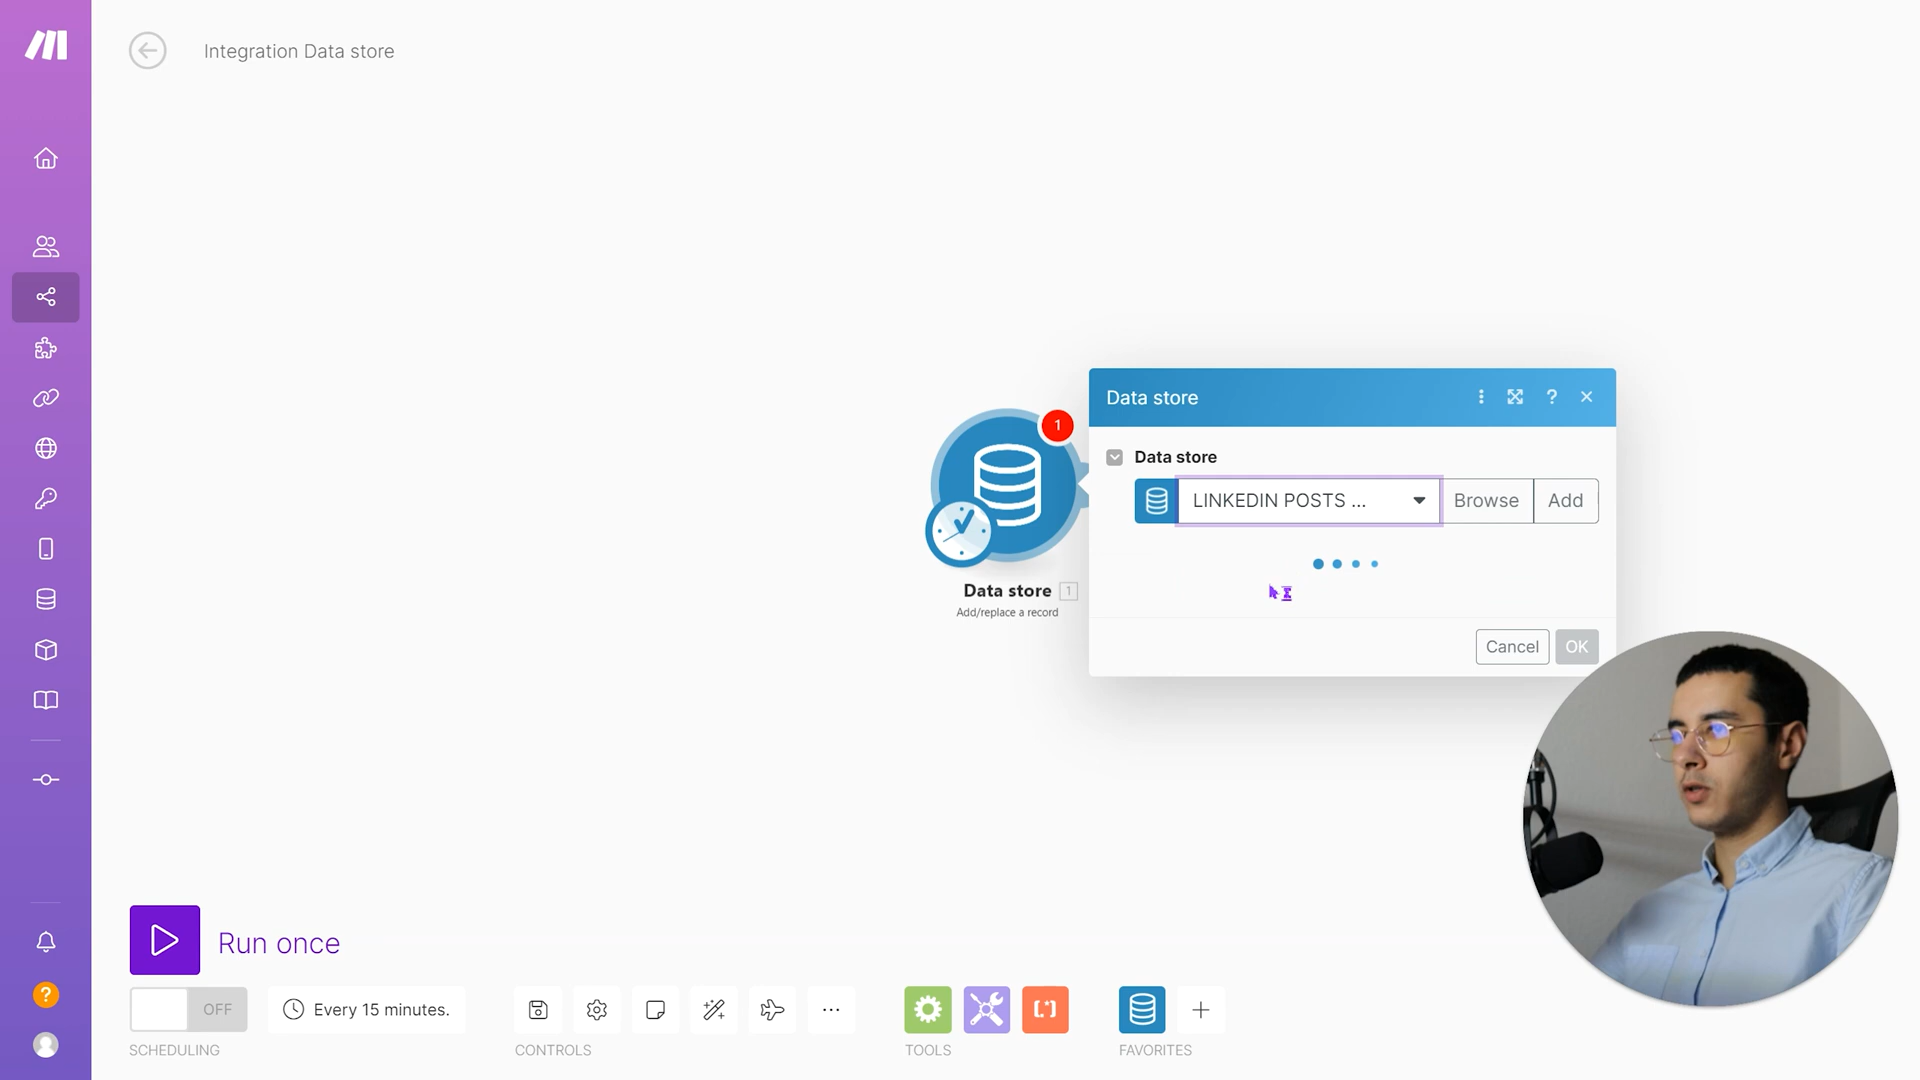 Integration Data store
1
Data store
Data store
LINKEDIN POSTS ...
Browse
Add
Data store 1
Add/replace a record
Cancel
OK
Run once
OFF
Every 15 minutes.
SCHEDULING
CONTROLS
TOOLS
FAVORITES